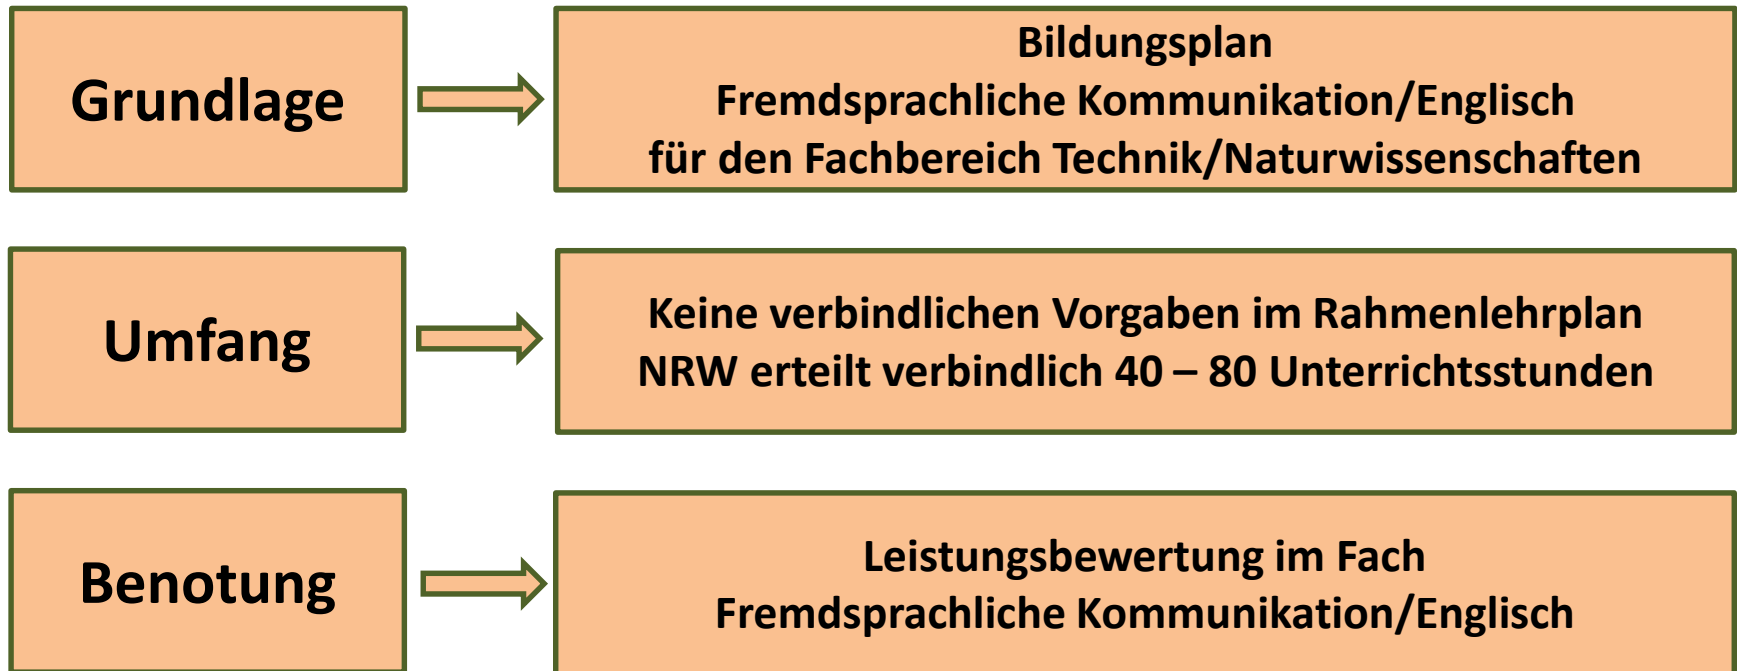 Grundlage
Bildungsplan
Fremdsprachliche Kommunikation/Englisch
für den Fachbereich Technik/Naturwissenschaften
Umfang
Keine verbindlichen Vorgaben im Rahmenlehrplan
NRW erteilt verbindlich 40 – 80 Unterrichtsstunden
Benotung
Leistungsbewertung im Fach
Fremdsprachliche Kommunikation/Englisch